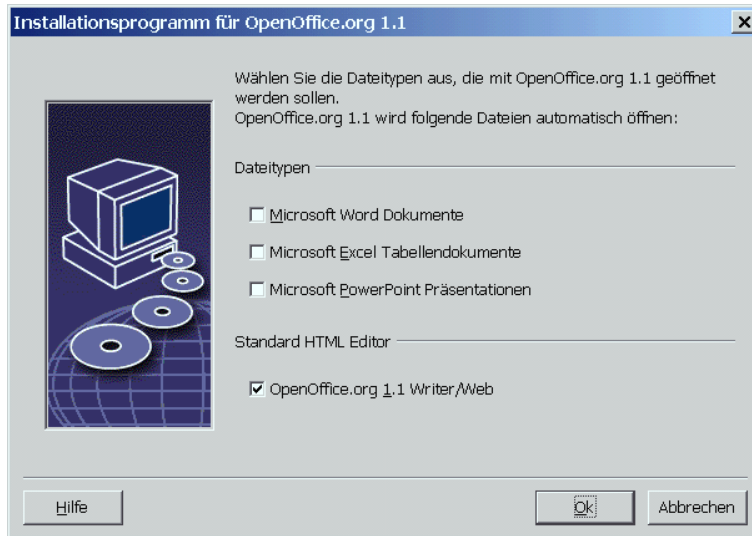 Installationsprogramm für OpenOffice.org 1.1
Wählen Sie die Dateitypen aus, die mit OpenOffice.org 1.1 geöffnet
werden sollen.
OpenOffice.org 1.1 wird folgende Dateien automatisch öffnen:
Dateitypen
Microsoft Word Dokumente
Microsoft Excel Tabellendokumente
Microsoft PowerPoint Präsentationen
Standard HTML Editor
OpenOffice.org 1.1 Writer/Web
Hilfe
Ok
Abbrechen